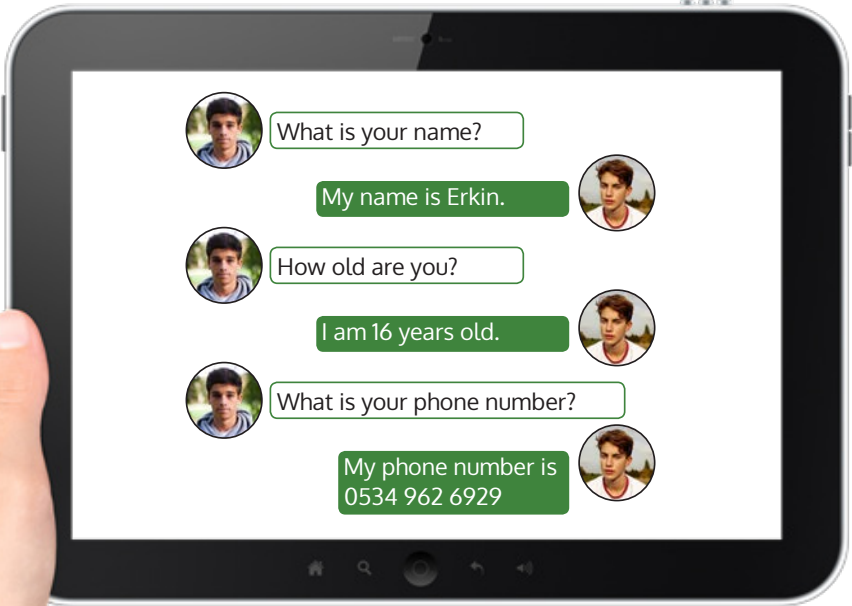 What is your name?
My name is Erkin.
How old are you?
I am 16 years old.
What is your phone number?
My phone number is
0534 962 6929